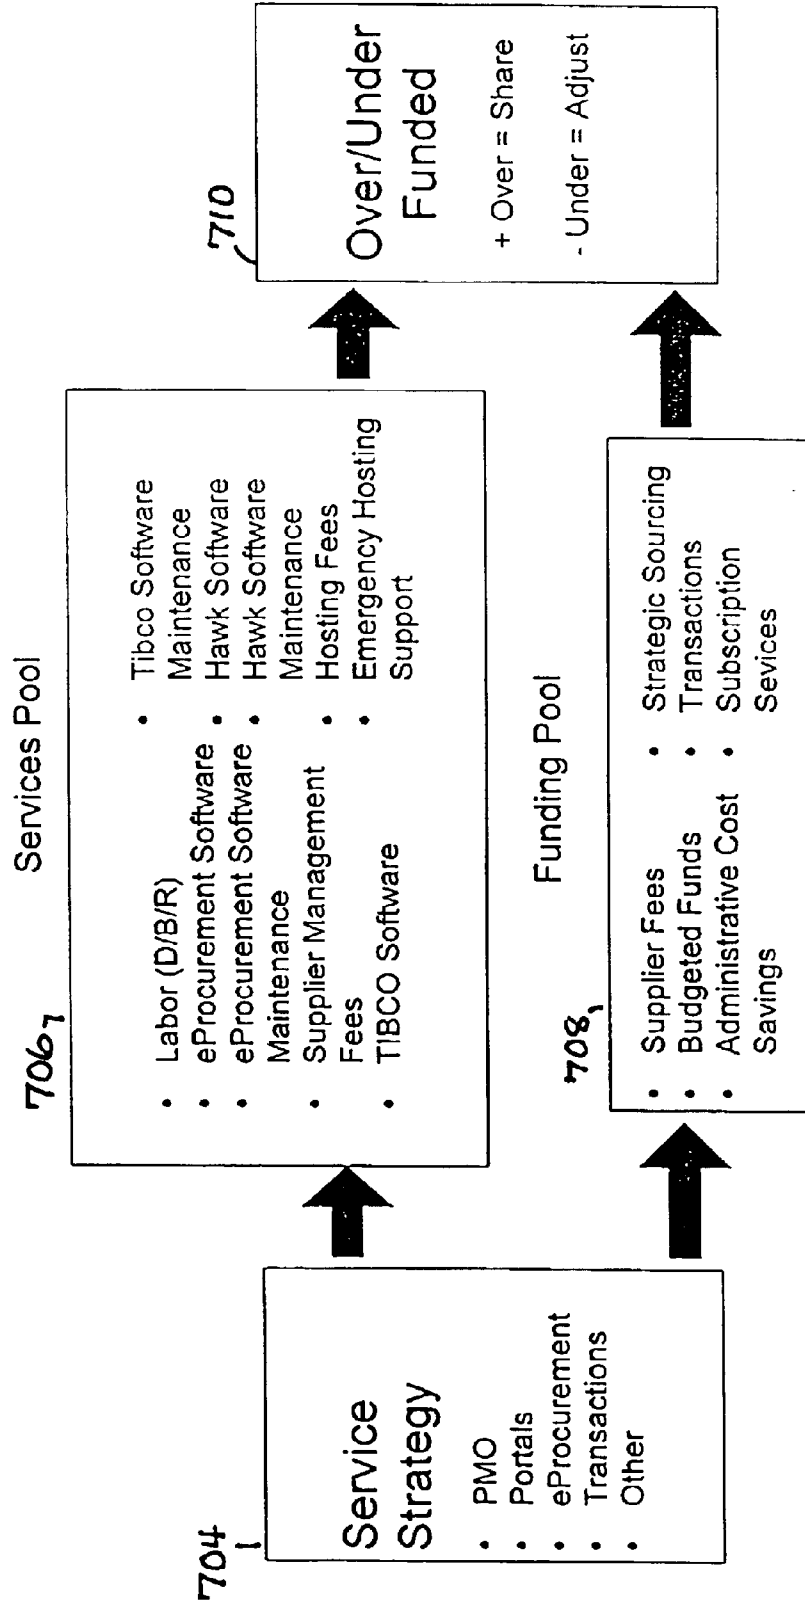 Services Pool
704
Service
Strategy
• PMO
• Portals
• eProcurement
• Transactions
• Other
706
• Labor (D/B/R)
• eProcurement Software
• eProcurement Software
Maintenance
• Supplier Management
Fees
• TIBCO Software
• Tibco Software
Maintenance
• Hawk Software
• Hawk Software
Maintenance
• Hosting Fees
• Emergency Hosting
Support
Funding Pool
708
• Supplier Fees
• Budgeted Funds
• Administrative Cost
Savings
• Strategic Sourcing
• Transactions
• Subscription
Sevices
710
Over/Under
Funded
+ Over = Share
- Under = Adjust